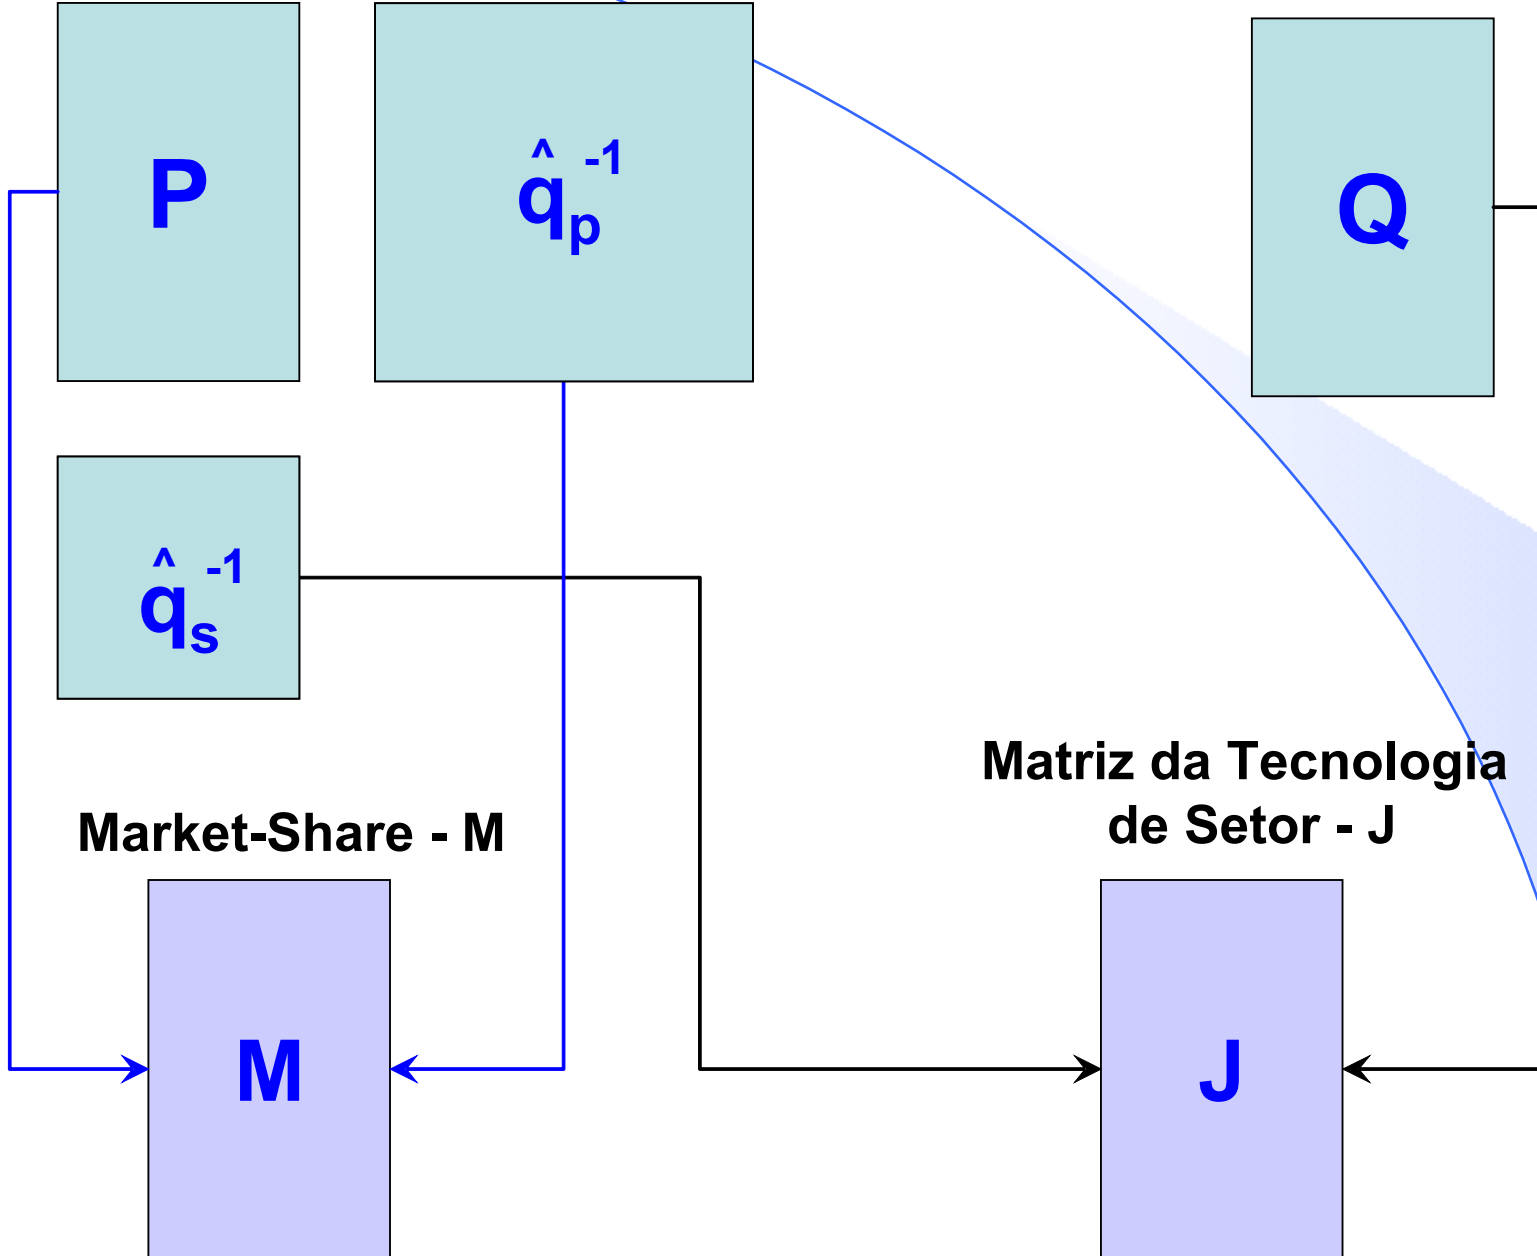 P
q̂p⁻¹
Q
q̂s⁻¹
Matriz da Tecnologia
de Setor - J
Market-Share - M
M
J